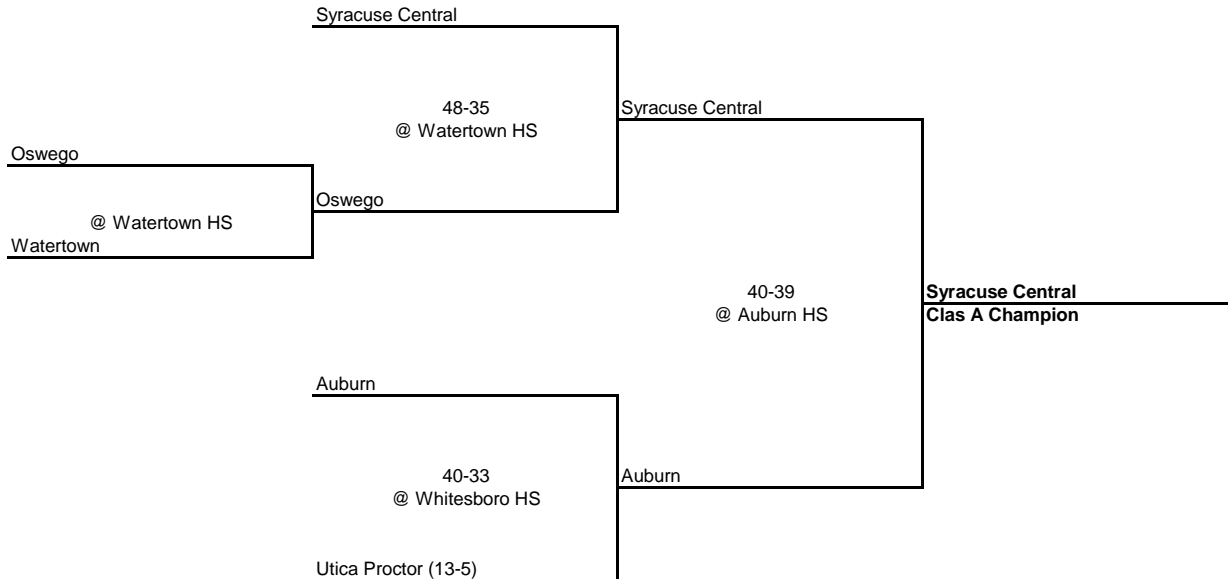 Syracuse Central
48-35
@ Watertown HS
Syracuse Central
Oswego
@ Watertown HS
Oswego
Watertown
40-39
@ Auburn HS
Syracuse Central
Clas A Champion
Auburn
40-33
@ Whitesboro HS
Auburn
Utica Proctor (13-5)